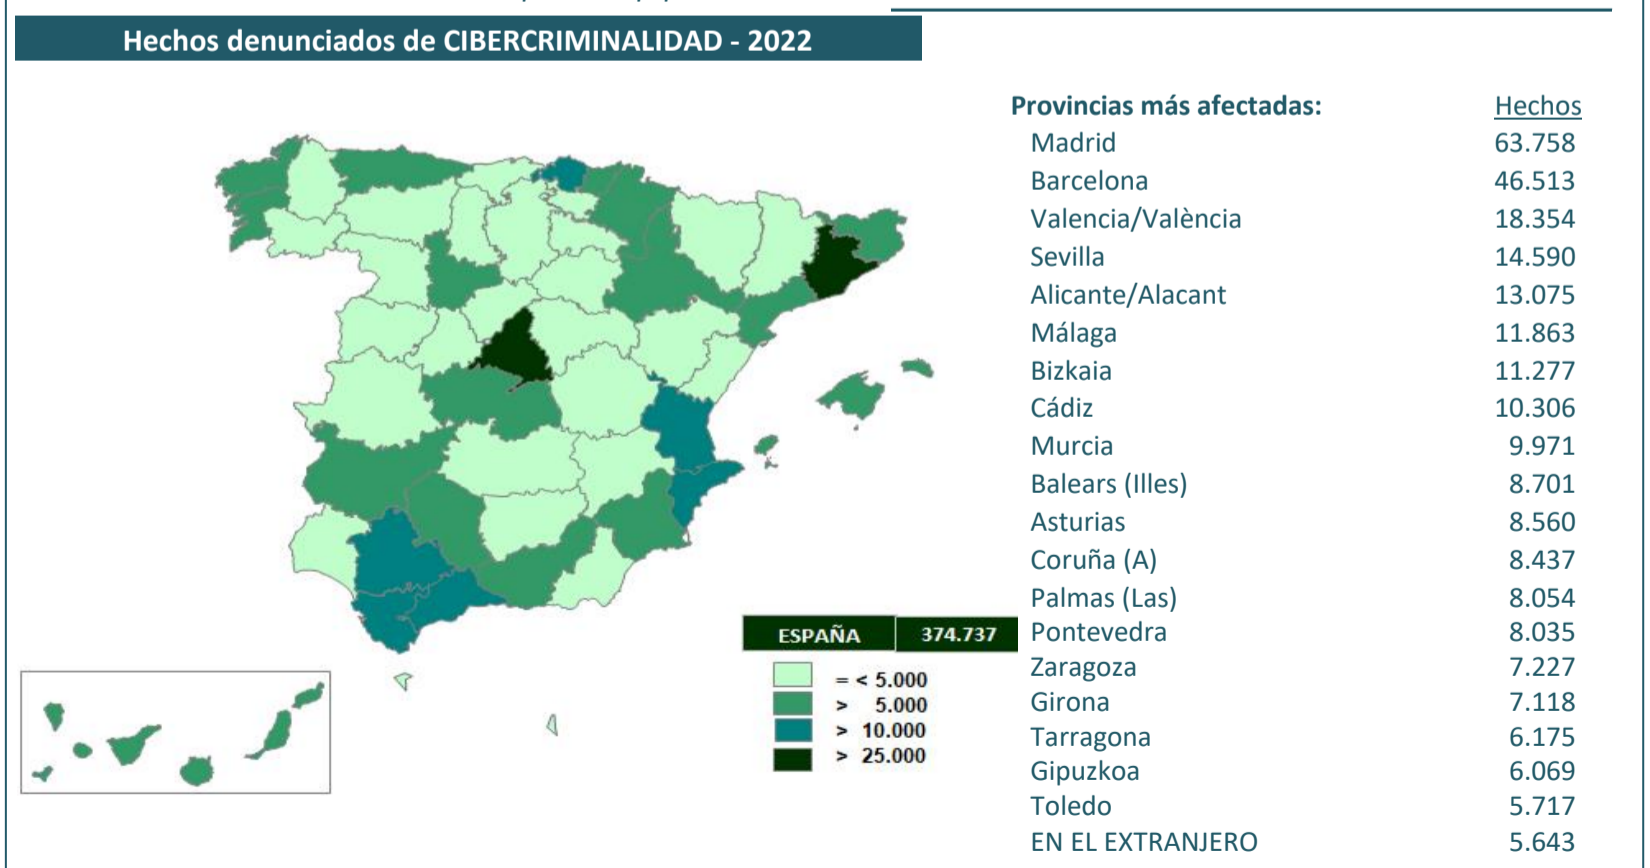 Hechos denunciados de CIBERCRIMINALIDAD - 2022
Provincias más afectadas: Hechos
Madrid 63.758
Barcelona 46.513
Valencia/València 18.354
Sevilla 14.590
Alicante/Alacant 13.075
Málaga 11.863
Bizkaia 11.277
Cádiz 10.306
Murcia 9.971
Balears (Illes) 8.701
Asturias 8.560
Coruña (A) 8.437
Palmas (Las) 8.054
Pontevedra 8.035
Zaragoza 7.227
Girona 7.118
Tarragona 6.175
Gipuzkoa 6.069
Toledo 5.717
EN EL EXTRANJERO 5.643
ESPAÑA 374.737
= < 5.000
> 5.000
> 10.000
> 25.000